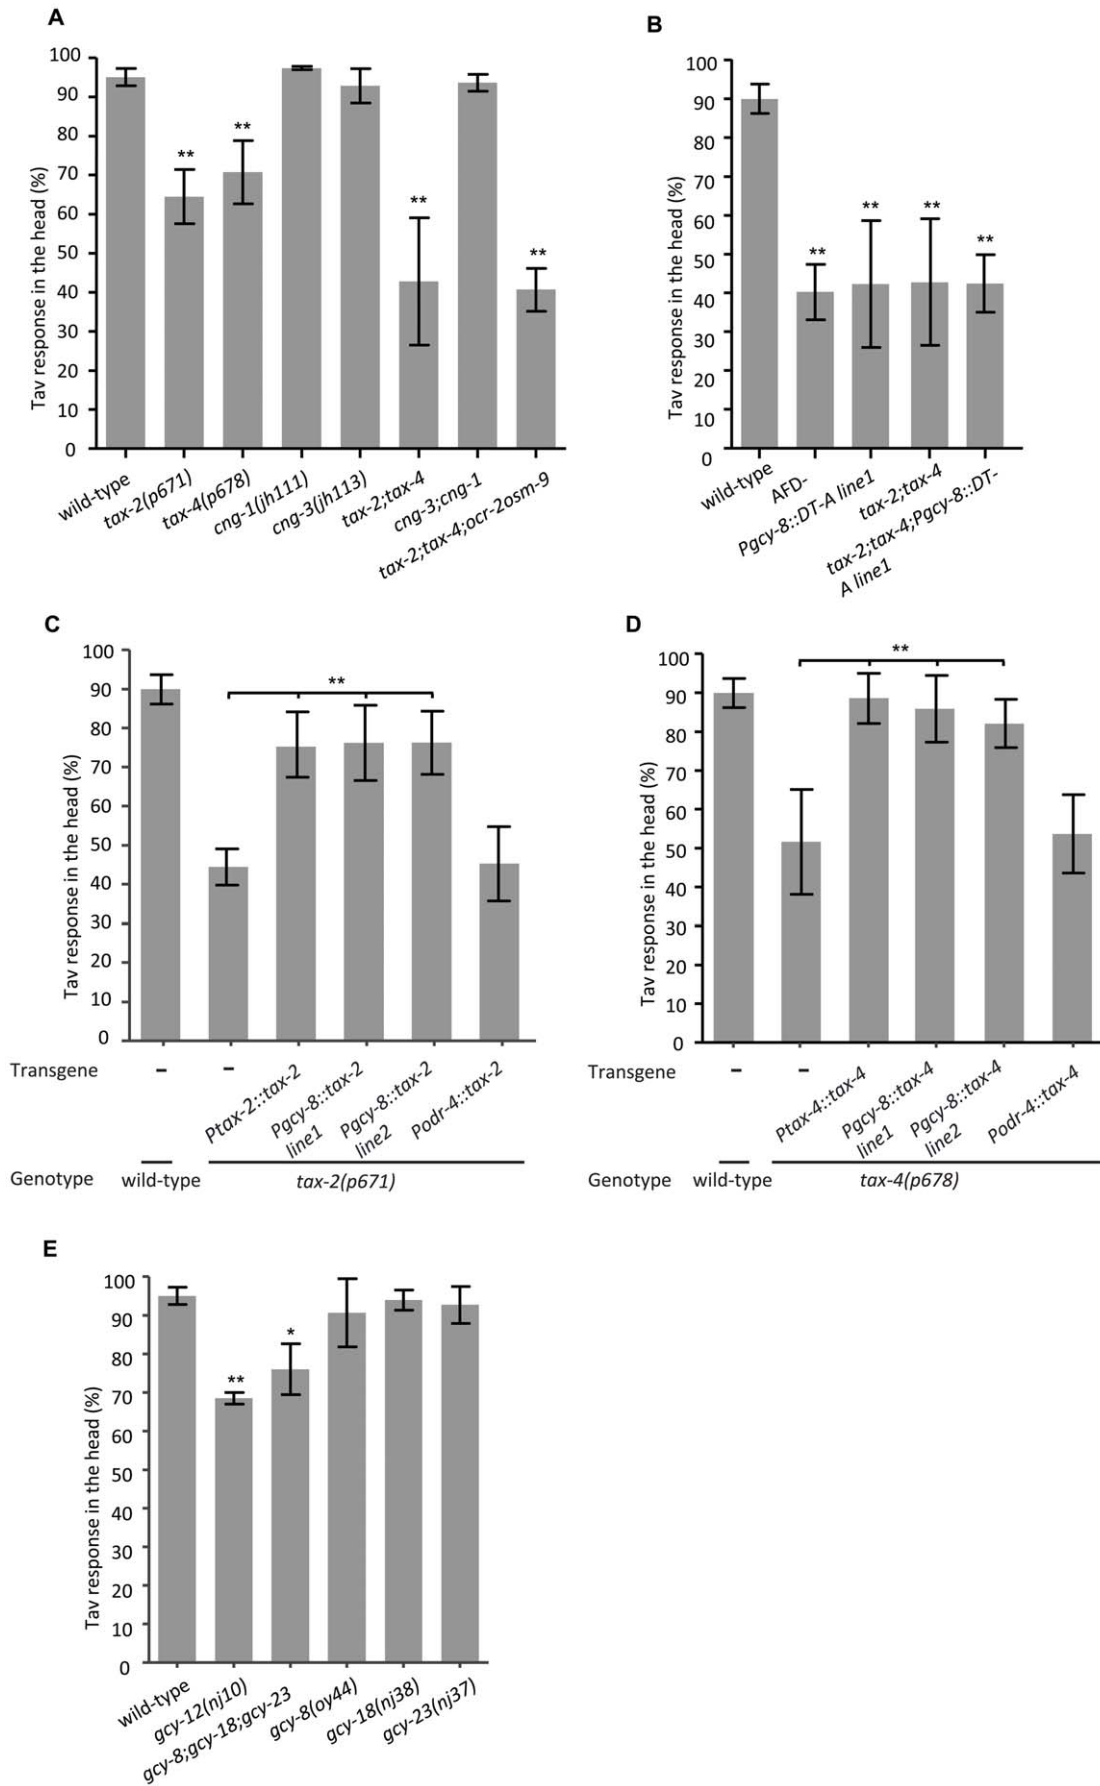 A
Tav response in the head (%)
100
90
80
70
60
50
40
30
20
10
0
**
**
**
**
wild-type
tax-2(p671)
tax-4(p678)
cng-1(jh111)
cng-3(jh113)
tax-2;tax-4
cng-3;cng-1
tax-2;tax-4;ocr-2osm-9
B
Tav response in the head (%)
100
90
80
70
60
50
40
30
20
10
0
**
**
**
**
wild-type
AFD-
Pgcy-8::DT-A line1
tax-2;tax-4
tax-2;tax-4;Pgcy-8::DT-
A line1
C
Tav response in the head (%)
100
90
80
70
60
50
40
30
20
10
0
**
Transgene
–
–
Ptax-2::tax-2
Pgcy-8::tax-2
line1
Pgcy-8::tax-2
line2
Podr-4::tax-2
Genotype
wild-type
tax-2(p671)
D
Tav response in the head (%)
100
90
80
70
60
50
40
30
20
10
0
**
Transgene
–
–
Ptax-4::tax-4
Pgcy-8::tax-4
line1
Pgcy-8::tax-4
line2
Podr-4::tax-4
Genotype
wild-type
tax-4(p678)
E
Tav response in the head (%)
100
90
80
70
60
50
40
30
20
10
0
**
*
wild-type
gcy-12(nj10)
gcy-8;gcy-18;gcy-23
gcy-8(oy44)
gcy-18(nj38)
gcy-23(nj37)